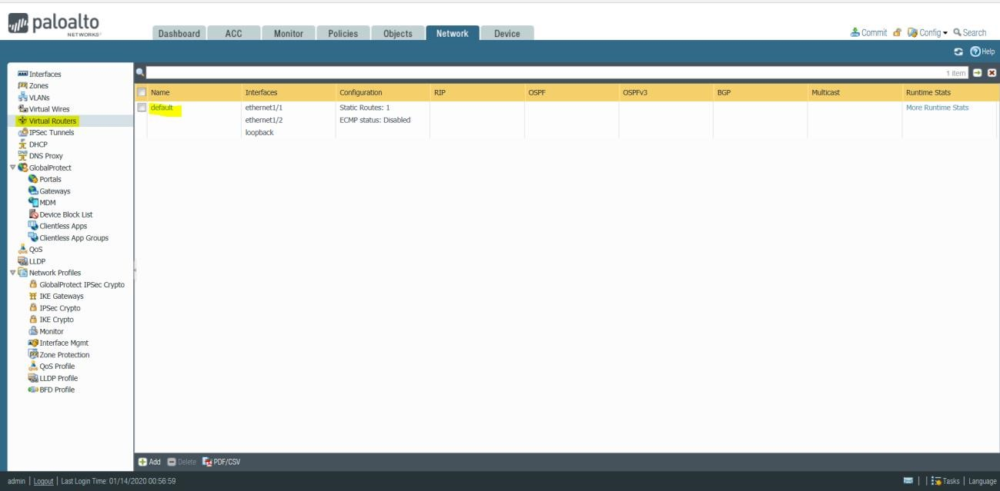 paloalto
NETWORKS
Dashboard ACC Monitor Policies Objects Network Device
Commit Config Search
Help
Interfaces
Zones
VLANs
Virtual Wires
Virtual Routers
IPSec Tunnels
DHCP
DNS Proxy
GlobalProtect
Portals
Gateways
MDM
Device Block List
Clientless Apps
Clientless App Groups
QoS
LLDP
Network Profiles
GlobalProtect IPSec Crypto
IKE Gateways
IPSec Crypto
IKE Crypto
Monitor
Interface Mgmt
Zone Protection
QoS Profile
LLDP Profile
BFD Profile
1 item
Name Interfaces Configuration RIP OSPF OSPFv3 BGP Multicast Runtime Stats
default ethernet1/1 Static Routes: 1 More Runtime Stats
ethernet1/2 ECMP status: Disabled
loopback
Add Delete PDF/CSV
admin | Logout | Last Login Time: 01/14/2020 00:56:59
| | Tasks | Language